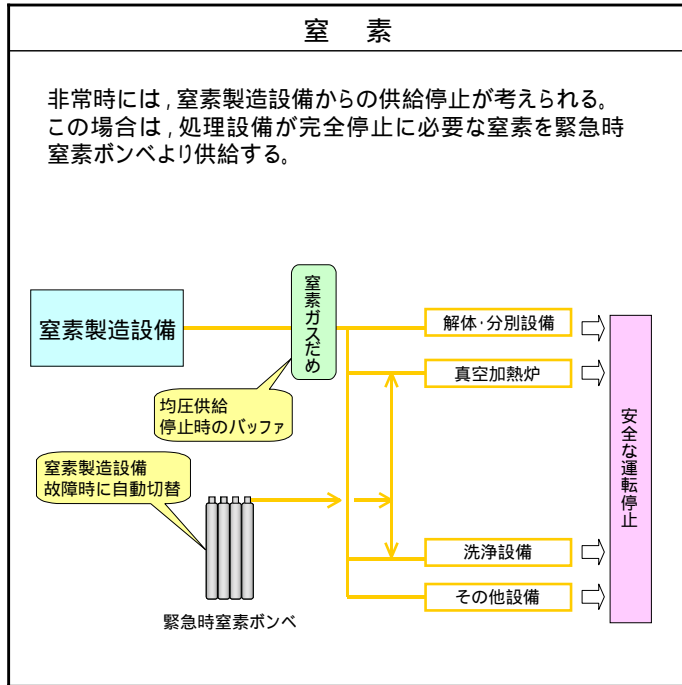 窒　素
非常時には，窒素製造設備からの供給停止が考えられる。
この場合は，処理設備が完全停止に必要な窒素を緊急時
窒素ボンベより供給する。
窒素製造設備
窒素ガスだめ
解体・分別設備
真空加熱炉
均圧供給
停止時のバッファ
窒素製造設備
故障時に自動切替
安全な運転停止
洗浄設備
その他設備
緊急時窒素ボンベ